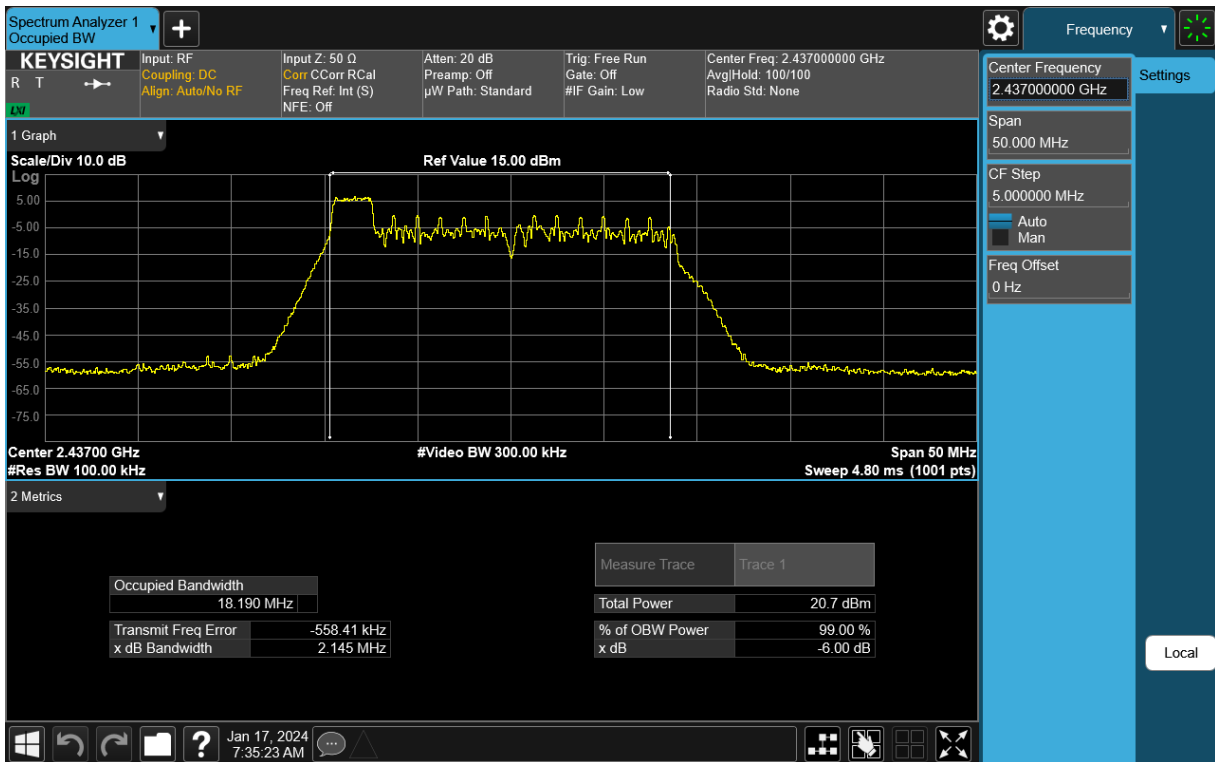 Spectrum Analyzer 1
Occupied BW
Frequency
KEYSIGHT
R T
LXI
Input: RF
Coupling: DC
Align: Auto/No RF
Input Z: 50 Ω
Corr CCorr RCal
Freq Ref: Int (S)
NFE: Off
Atten: 20 dB
Preamp: Off
µW Path: Standard
Trig: Free Run
Gate: Off
#IF Gain: Low
Center Freq: 2.437000000 GHz
Avg|Hold: 100/100
Radio Std: None
1 Graph
Scale/Div 10.0 dB
Ref Value 15.00 dBm
Log
5.00
-5.00
-15.0
-25.0
-35.0
-45.0
-55.0
-65.0
-75.0
Center 2.43700 GHz
#Video BW 300.00 kHz
Span 50 MHz
#Res BW 100.00 kHz
Sweep 4.80 ms (1001 pts)
2 Metrics
Occupied Bandwidth
18.190 MHz
Transmit Freq Error -558.41 kHz
x dB Bandwidth 2.145 MHz
Measure Trace Trace 1
Total Power 20.7 dBm
% of OBW Power 99.00 %
x dB -6.00 dB
Center Frequency
2.437000000 GHz
Span
50.000 MHz
CF Step
5.000000 MHz
Auto
Man
Freq Offset
0 Hz
Settings
Local
?
Jan 17, 2024
7:35:23 AM